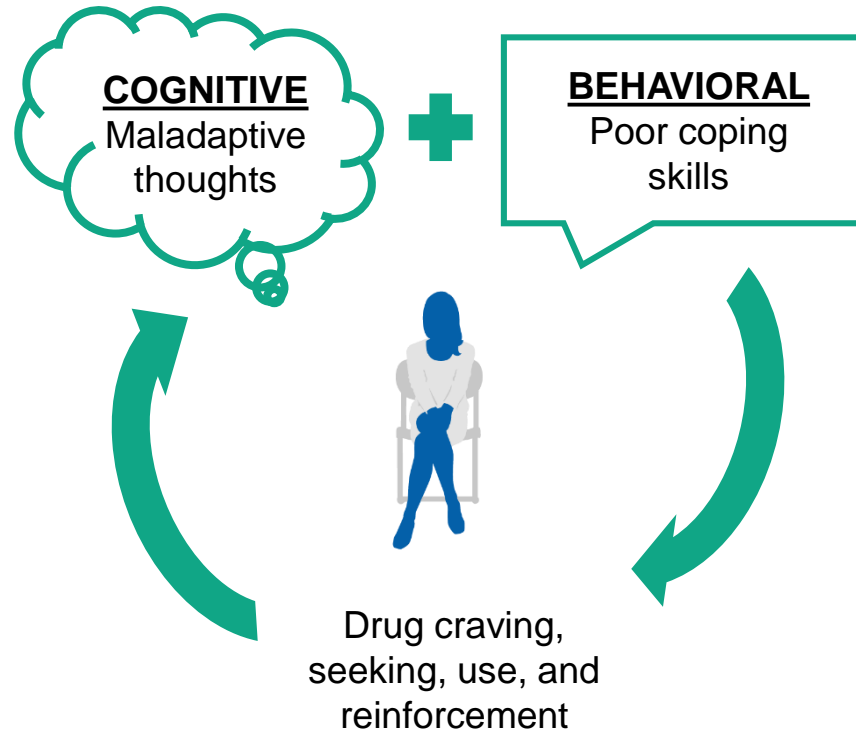 COGNITIVE
Maladaptive
thoughts
BEHAVIORAL
Poor coping
skills
Drug craving,
seeking, use, and
reinforcement